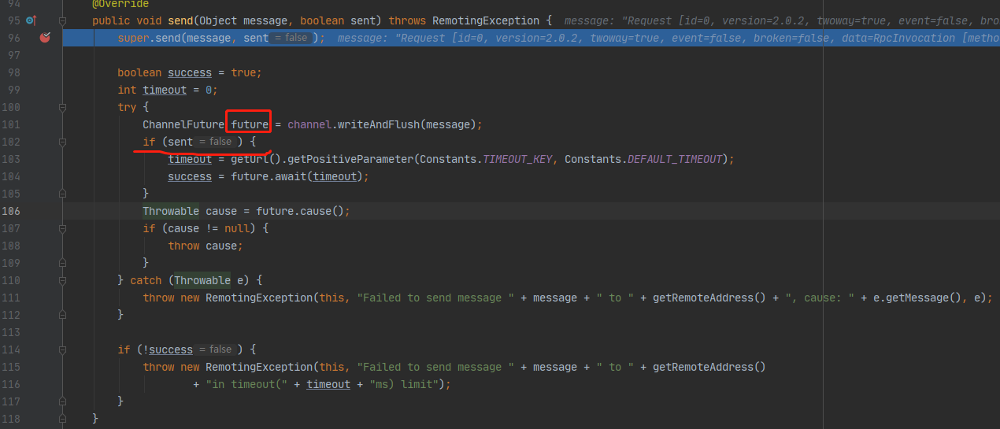 94 @Override
95 public void send(Object message, boolean sent) throws RemotingException { message: "Request [id=0, version=2.0.2, twoway=true, event=false, bro
96 super.send(message, sent = false ); message: "Request [id=0, version=2.0.2, twoway=true, event=false, broken=false, data=RpcInvocation [metho
97
98 boolean success = true;
99 int timeout = 0;
100 try {
101 ChannelFuture future = channel.writeAndFlush(message);
102 if (sent = false ) {
103 timeout = getUrl().getPositiveParameter(Constants.TIMEOUT_KEY, Constants.DEFAULT_TIMEOUT);
104 success = future.await(timeout);
105 }
106 Throwable cause = future.cause();
107 if (cause != null) {
108 throw cause;
109 }
110 } catch (Throwable e) {
111 throw new RemotingException(this, "Failed to send message " + message + " to " + getRemoteAddress() + ", cause: " + e.getMessage(), e);
112 }
113
114 if (!success = false ) {
115 throw new RemotingException(this, "Failed to send message " + message + " to " + getRemoteAddress()
116 + "in timeout(" + timeout + "ms) limit");
117 }
118 }